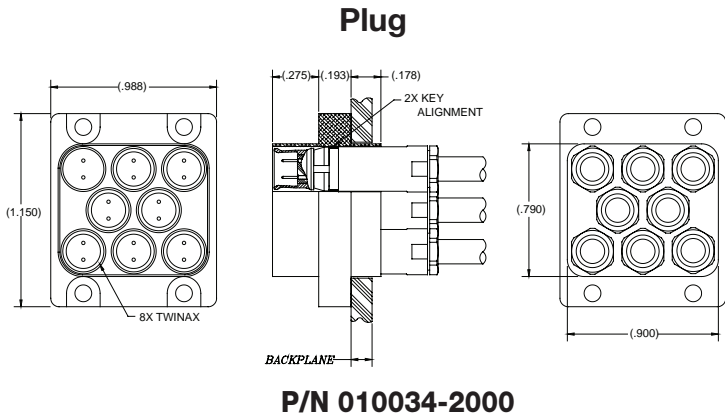 Plug
(.988)
(.275)
(.193)
(.178)
2X KEY
ALIGNMENT
(1.150)
(.790)
8X TWINAX
(.900)
BACKPLANE
P/N 010034-2000